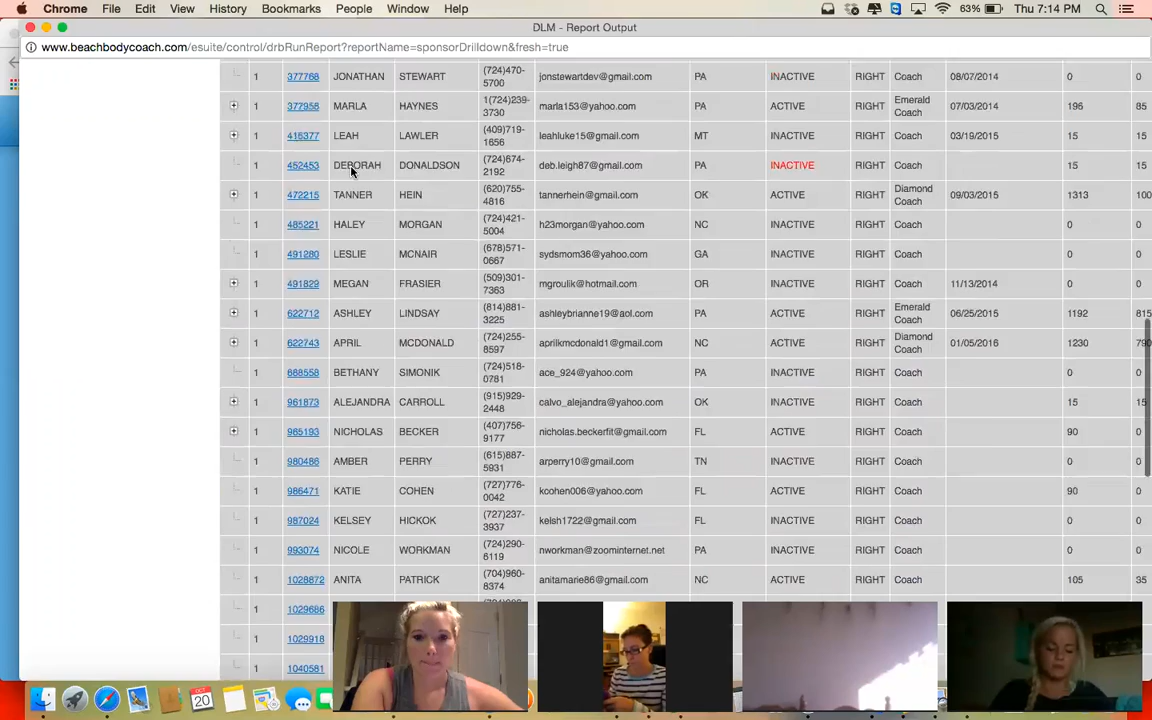 Safari File Edit View History Bookmarks People Window Help 63% Thu 7:14 PM
DLM - Report Output
www.beachbodycoach.com/esuite/control/drbRunReport?reportName=sponsorDrilldown&fresh=true
1 377768 JONATHAN STEWART (724)470-5700 jonstewartdev@gmail.com PA INACTIVE RIGHT Coach 08/07/2014 0 0
1 377958 MARLA HAYNES 1(724)239-3730 marla153@yahoo.com PA ACTIVE RIGHT Emerald Coach 07/03/2014 196 85
1 415377 LEAH LAWLER (409)719-1656 leahluke15@gmail.com MT INACTIVE RIGHT Coach 03/19/2015 15 15
1 452453 DEBORAH DONALDSON (724)674-2192 deb.leigh87@gmail.com PA INACTIVE RIGHT Coach 15 15
1 472215 TANNER HEIN (620)755-4816 tannerhein@gmail.com OK ACTIVE RIGHT Diamond Coach 09/03/2015 1313 100
1 485221 HALEY MORGAN (724)421-5004 h23morgan@yahoo.com NC INACTIVE RIGHT Coach 0 0
1 491280 LESLIE MCNAIR (678)571-0667 sydsmom36@yahoo.com GA INACTIVE RIGHT Coach 0 0
1 491829 MEGAN FRASIER (509)301-7363 mgroulik@hotmail.com OR INACTIVE RIGHT Coach 11/13/2014 0 0
1 622712 ASHLEY LINDSAY (814)881-3225 ashleybrianne19@aol.com PA ACTIVE RIGHT Emerald Coach 06/25/2015 1192 815
1 622743 APRIL MCDONALD (724)255-8597 aprilkmcdonald1@gmail.com NC ACTIVE RIGHT Diamond Coach 01/05/2016 1230 790
1 688558 BETHANY SIMONIK (724)518-0781 ace_924@yahoo.com PA INACTIVE RIGHT Coach 0 0
1 961873 ALEJANDRA CARROLL (915)929-2448 calvo_alejandra@yahoo.com OK INACTIVE RIGHT Coach 15 15
1 965193 NICHOLAS BECKER (407)756-9177 nicholas.beckerfit@gmail.com FL ACTIVE RIGHT Coach 90 0
1 980486 AMBER PERRY (615)887-5931 arperry10@gmail.com TN INACTIVE RIGHT Coach 0 0
1 986471 KATIE COHEN (727)776-0042 kcohen006@yahoo.com FL ACTIVE RIGHT Coach 90 0
1 987024 KELSEY HICKOK (727)237-3937 kelsh1722@gmail.com FL INACTIVE RIGHT Coach 0 0
1 993074 NICOLE WORKMAN (724)290-6119 nworkman@zoominternet.net PA INACTIVE RIGHT Coach 0 0
1 1028872 ANITA PATRICK (704)960-8374 anitamarie86@gmail.com NC ACTIVE RIGHT Coach 105 35
1029686
1029918
1040581
OCT 20